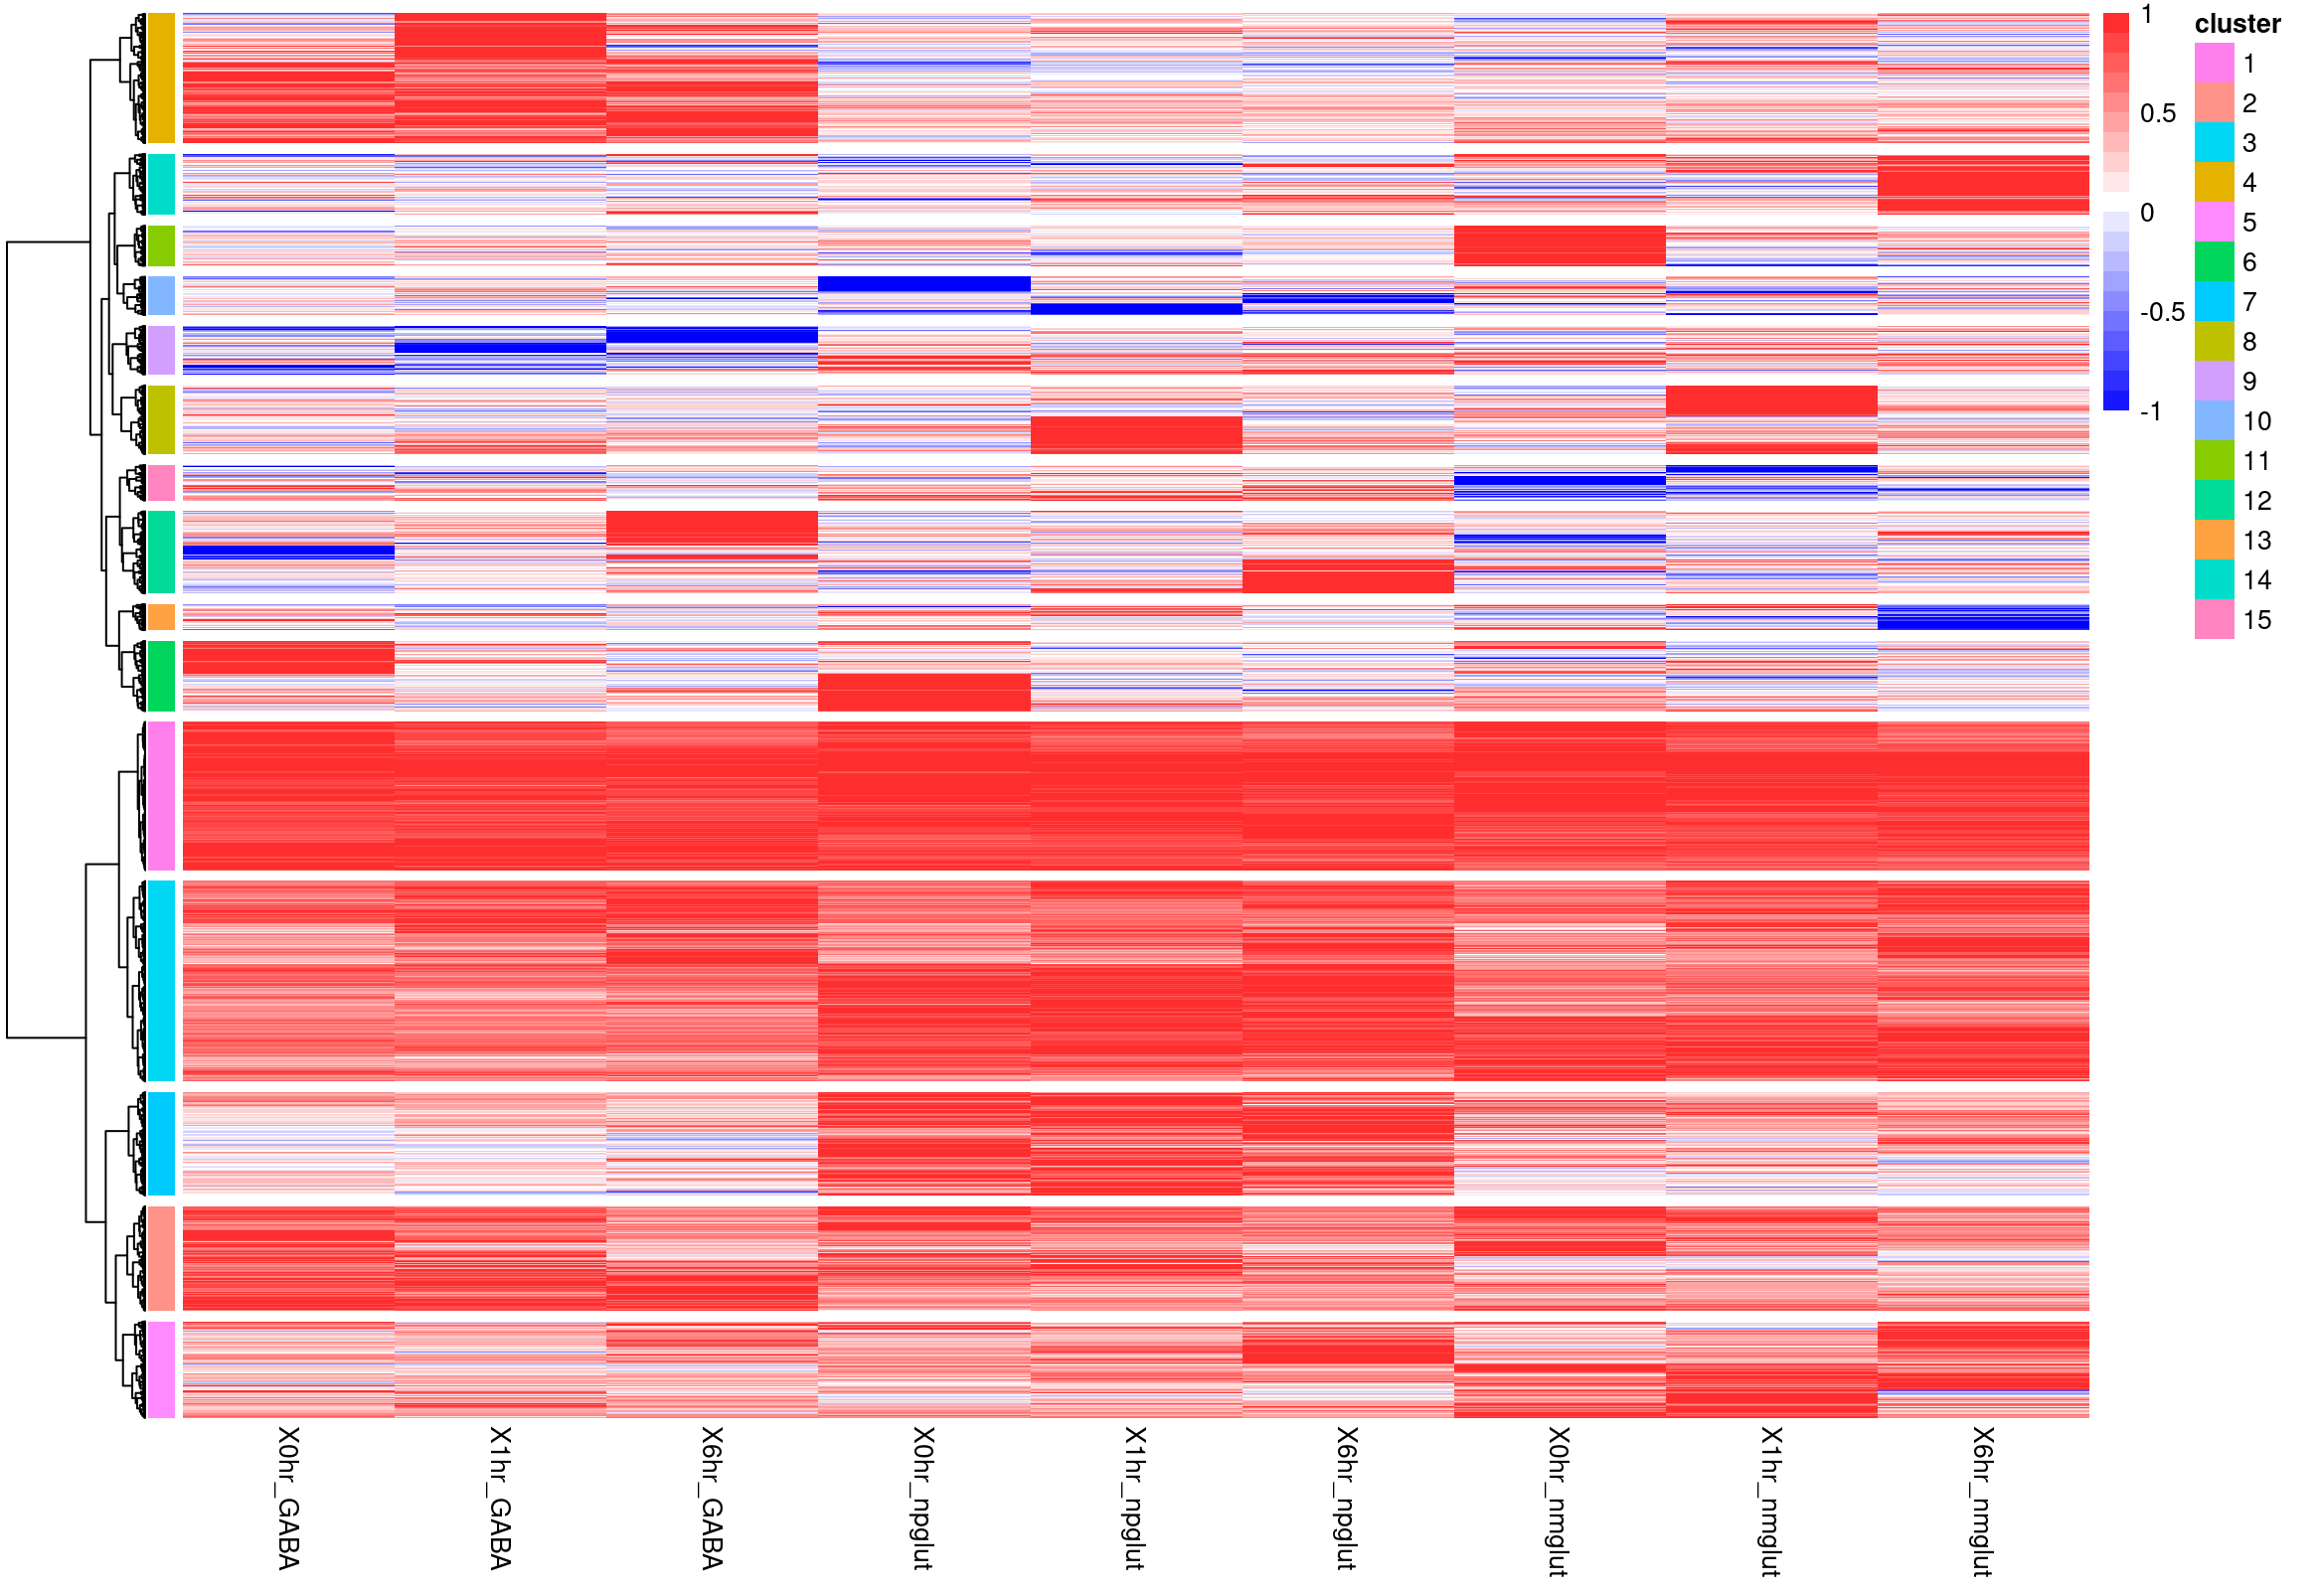 1
0.5
0
-0.5
-1
cluster
1
2
3
4
5
6
7
8
9
10
11
12
13
14
15
X0hr_GABA
X1hr_GABA
X6hr_GABA
X0hr_npglut
X1hr_npglut
X6hr_npglut
X0hr_nmglut
X1hr_nmglut
X6hr_nmglut